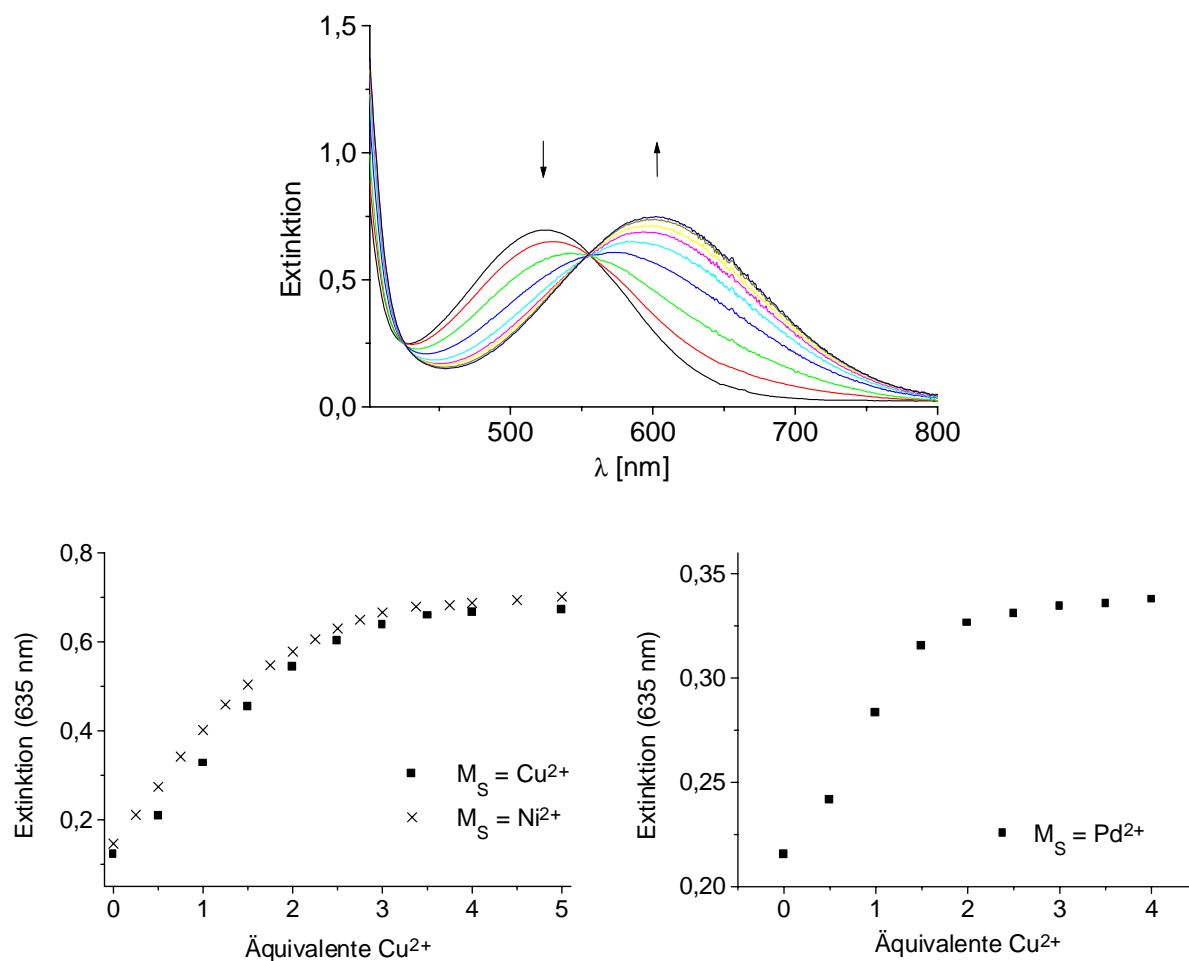 1,5
1,0
0,5
0,0
Extinktion
500 600 700 800
λ [nm]
0,8
0,6
0,4
0,2
Extinktion (635 nm)
M_S = Cu²⁺
M_S = Ni²⁺
0 1 2 3 4 5
Äquivalente Cu²⁺
0,35
0,30
0,25
0,20
Extinktion (635 nm)
M_S = Pd²⁺
0 1 2 3 4
Äquivalente Cu²⁺